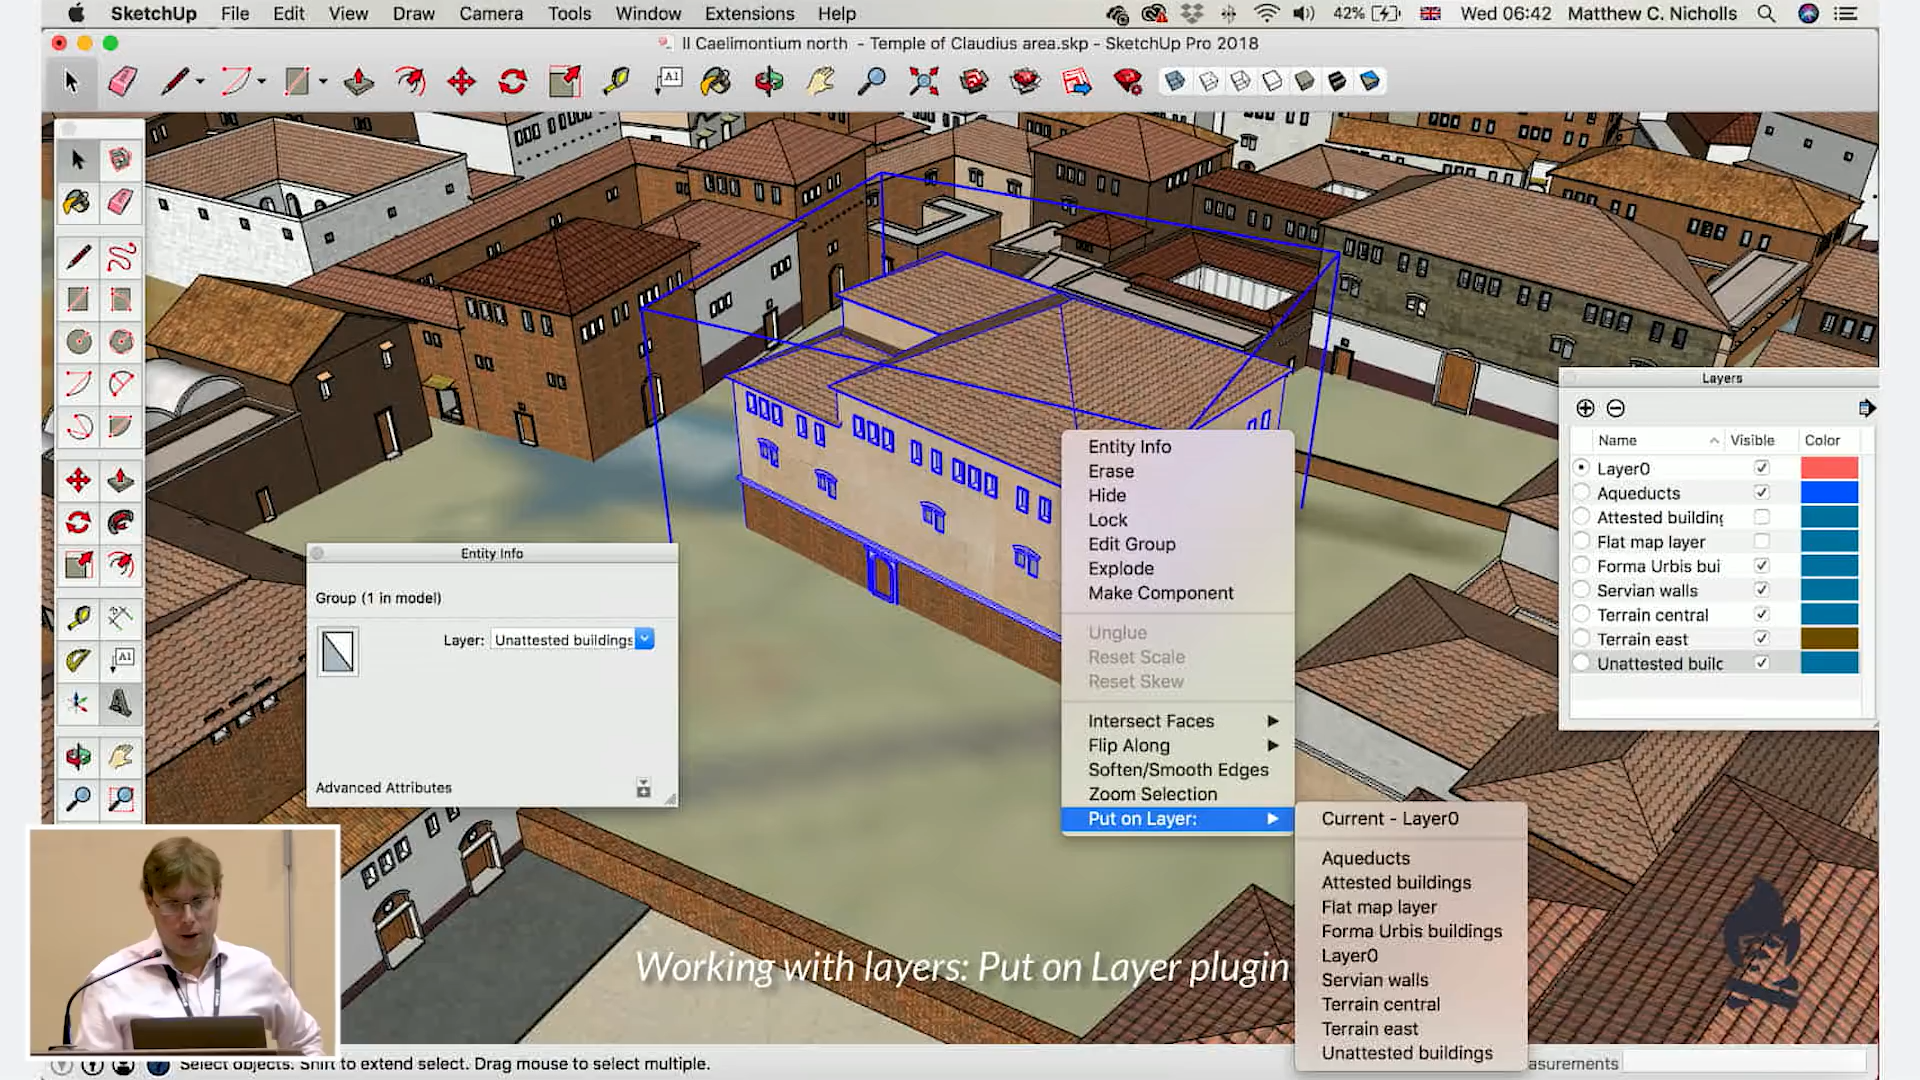 SketchUp File Edit View Draw Camera Tools Window Extensions Help 42% Wed 06:42 Matthew C. Nicholls
II Caelimontium north - Temple of Claudius area.skp - SketchUp Pro 2018
A1
A1
Entity Info
Group (1 in model)
Layer: Unattested buildings
Advanced Attributes
Entity Info
Erase
Hide
Lock
Edit Group
Explode
Make Component
Unglue
Reset Scale
Reset Skew
Intersect Faces
Flip Along
Soften/Smooth Edges
Zoom Selection
Put on Layer:
Current - Layer0
Aqueducts
Attested buildings
Flat map layer
Forma Urbis buildings
Layer0
Servian walls
Terrain central
Terrain east
Unattested buildings
Layers
Name Visible Color
Layer0
Aqueducts
Attested building
Flat map layer
Forma Urbis bui
Servian walls
Terrain central
Terrain east
Unattested builc
Working with layers: Put on Layer plugin
Select objects. Shift to extend select. Drag mouse to select multiple.
asurements